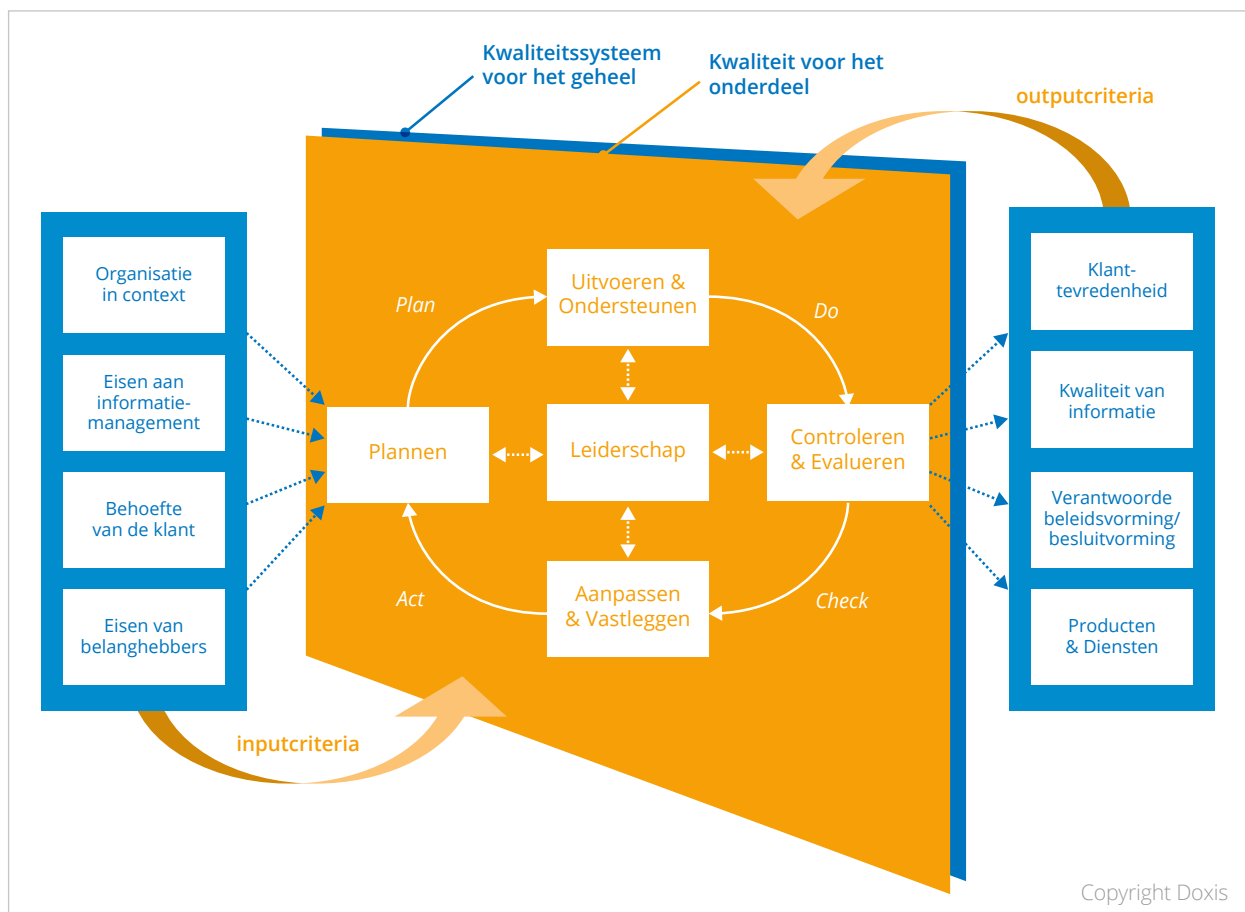 Kwaliteitssysteem
voor het geheel
Kwaliteit voor het
onderdeel
outputcriteria
Organisatie
in context
Eisen aan
informatie-
management
Behoefte
van de klant
Eisen van
belanghebbers
inputcriteria
Plan
Uitvoeren &
Ondersteunen
Do
Plannen
Leiderschap
Controleren
& Evalueren
Act
Aanpassen
& Vastleggen
Check
Klant-
tevredenheid
Kwaliteit van
informatie
Verantwoorde
beleidsvorming/
besluitvorming
Producten
& Diensten
Copyright Doxis